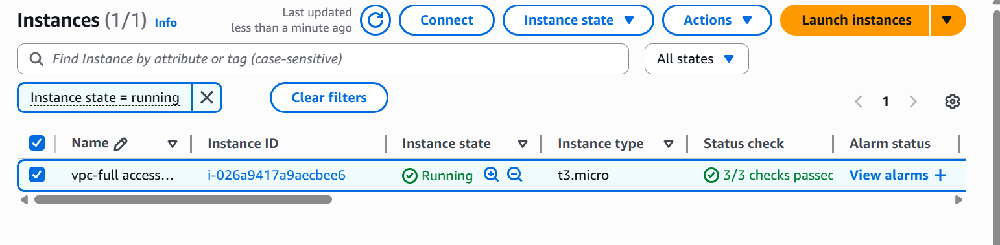 Instances (1/1) Info
Last updated
less than a minute ago
Connect
Instance state
Actions
Launch instances
Find Instance by attribute or tag (case-sensitive)
All states
Instance state = running
Clear filters
1
Name Instance ID Instance state Instance type Status check Alarm status
vpc-full access... i-026a9417a9aecbee6 Running t3.micro 3/3 checks passec View alarms +